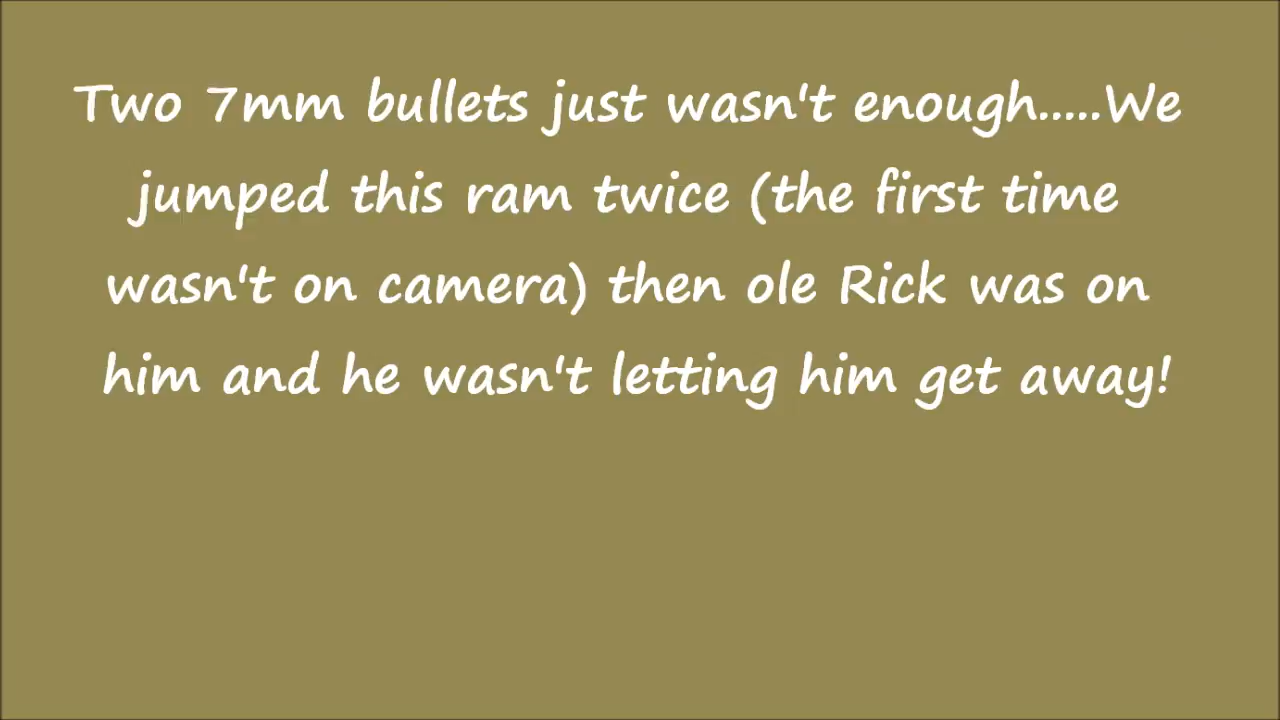 Two 7mm bullets just wasn't enough.....We
jumped this ram twice (the first time
wasn't on camera) then ole Rick was on
him and he wasn't letting him get away!